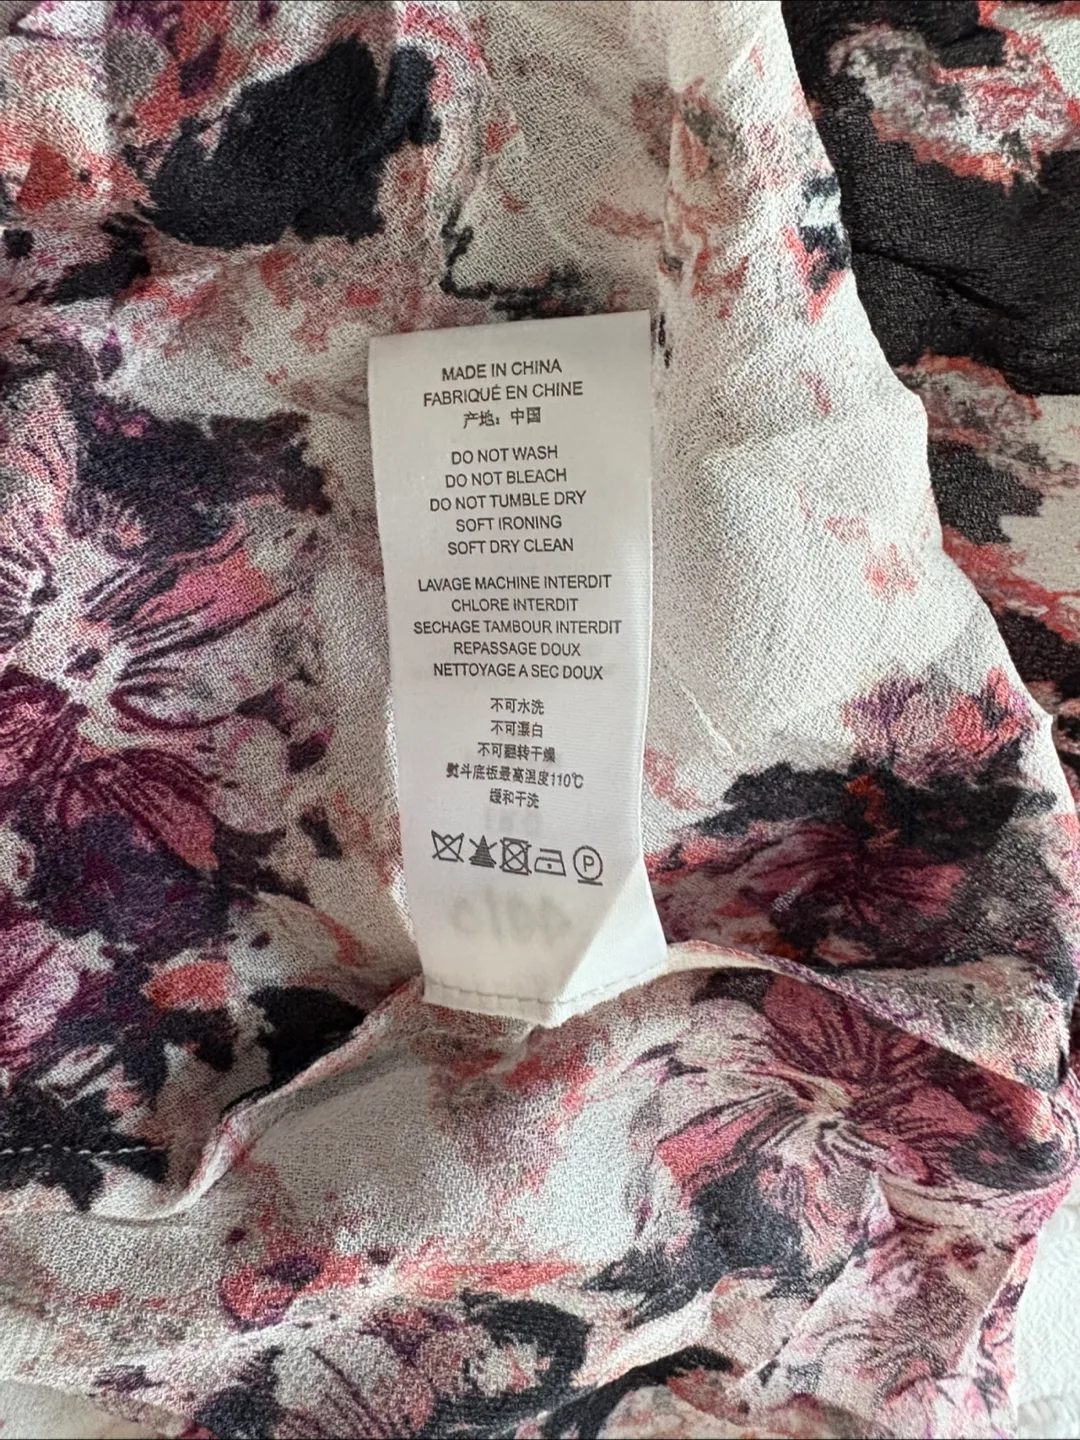 MADE IN CHINA
FABRIQUÉ EN CHINE
产地：中国
DO NOT WASH
DO NOT BLEACH
DO NOT TUMBLE DRY
SOFT IRONING
SOFT DRY CLEAN
LAVAGE MACHINE INTERDIT
CHLORE INTERDIT
SECHAGE TAMBOUR INTERDIT
REPASSAGE DOUX
NETTOYAGE A SEC DOUX
不可水洗
不可漂白
不可翻转干燥
熨斗底板最高温度110℃
缓和干洗
P